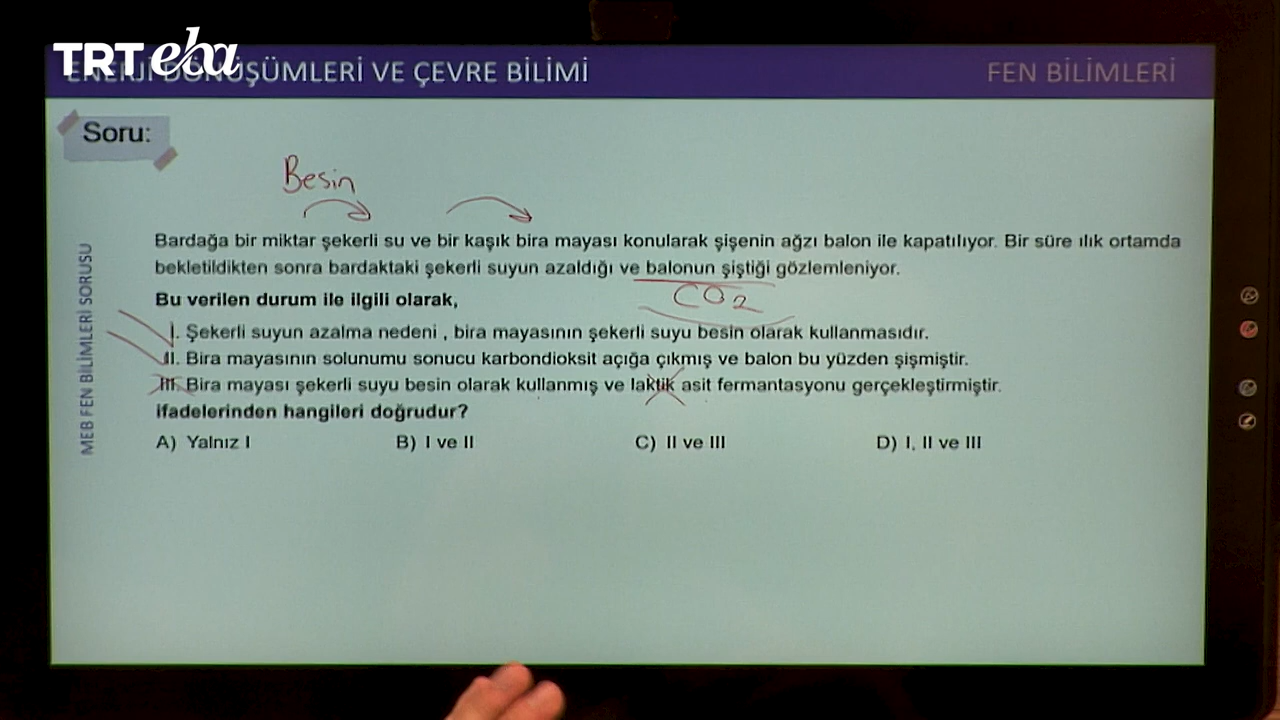 TRT eba
ENERJİ DÖNÜŞÜMLERİ VE ÇEVRE BİLİMİ
FEN BİLİMLERİ
Soru:
Besin
MEB FEN BİLİMLERİ SORUSU
Bardağa bir miktar şekerli su ve bir kaşık bira mayası konularak şişenin ağzı balon ile kapatılıyor. Bir süre ılık ortamda
bekletildikten sonra bardaktaki şekerli suyun azaldığı ve balonun şiştiği gözlemleniyor.
CO2
Bu verilen durum ile ilgili olarak,
I. Şekerli suyun azalma nedeni , bira mayasının şekerli suyu besin olarak kullanmasıdır.
II. Bira mayasının solunumu sonucu karbondioksit açığa çıkmış ve balon bu yüzden şişmiştir.
III. Bira mayası şekerli suyu besin olarak kullanmış ve laktik asit fermantasyonu gerçekleştirmiştir.
ifadelerinden hangileri doğrudur?
A) Yalnız I B) I ve II C) II ve III D) I, II ve III